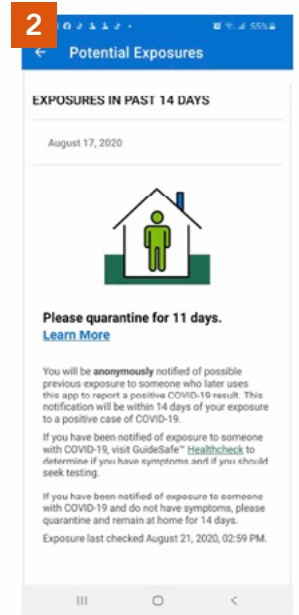 2
55%
Potential Exposures
EXPOSURES IN PAST 14 DAYS
August 17, 2020
Please quarantine for 11 days.
Learn More
You will be anonymously notified of possible
previous exposure to someone who later uses
this app to report a positive COVID-19 result. This
notification will be within 14 days of your exposure
to a positive case of COVID-19.
If you have been notified of exposure to someone
with COVID-19, visit GuideSafe™ Healthcheck to
determine if you have symptoms and if you should
seek testing.
If you have been notified of exposure to someone
with COVID-19 and do not have symptoms, please
quarantine and remain at home for 14 days.
Exposure last checked August 21, 2020, 02:59 PM.